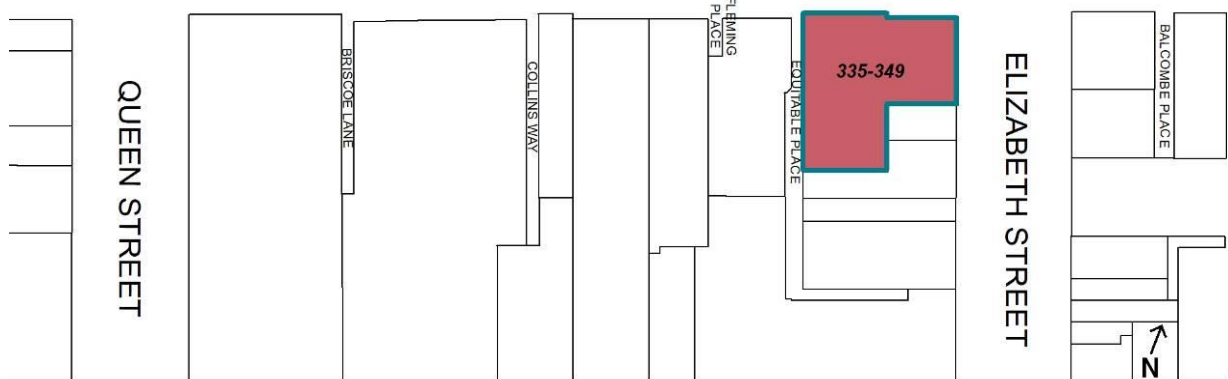 QUEEN STREET
BRISCOE LANE
COLLINS WAY
FLEMING
PLACE
EQUITABLE PLACE
335-349
ELIZABETH STREET
BALCOMBE PLACE
N